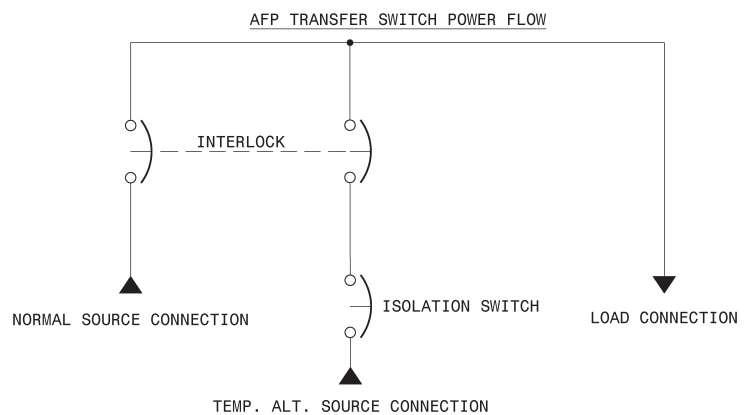 AFP TRANSFER SWITCH POWER FLOW
INTERLOCK
ISOLATION SWITCH
NORMAL SOURCE CONNECTION
LOAD CONNECTION
TEMP. ALT. SOURCE CONNECTION